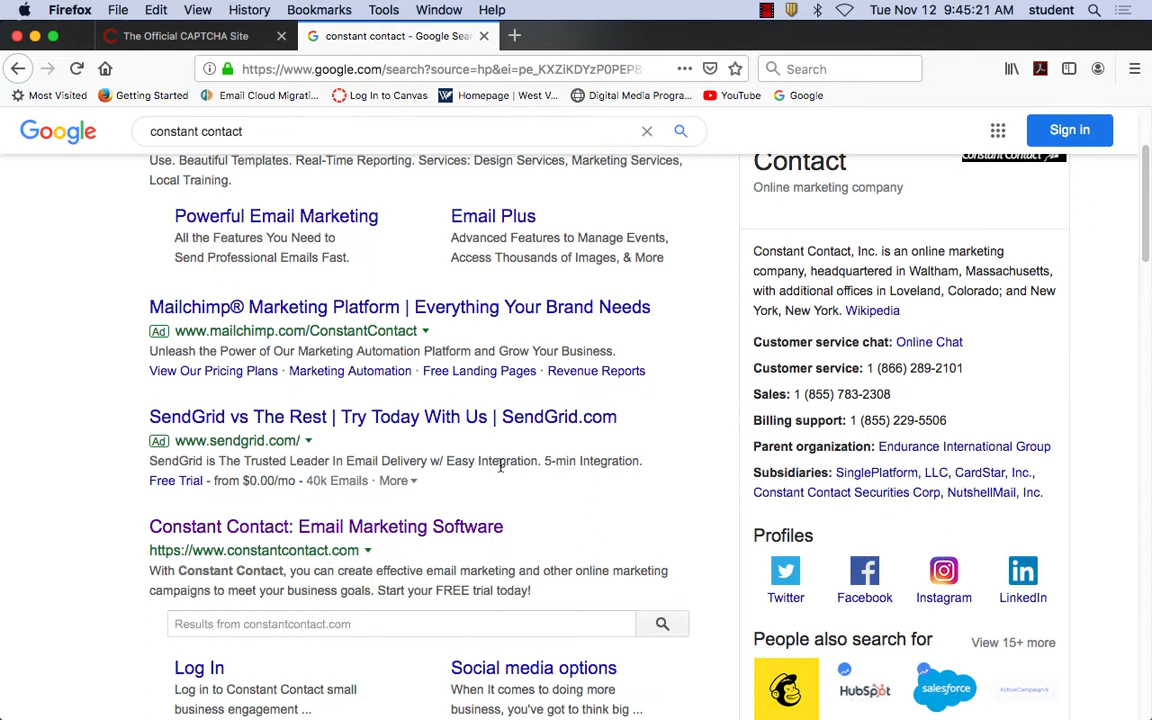 Firefox File Edit View History Bookmarks Tools Window Help Tue Nov 12 9:45:21 AM student
The Official CAPTCHA Site constant contact - Google Sear
https://www.google.com/search?source=hp&ei=pe_KXZiKDYzP0PEP8 Search
Most Visited Getting Started Email Cloud Migrati... Log In to Canvas Homepage | West V... Digital Media Progra... YouTube Google
Google constant contact Sign in
Use. Beautiful Templates. Real-Time Reporting. Services: Design Services, Marketing Services,
Local Training.
Powerful Email Marketing
All the Features You Need to
Send Professional Emails Fast.
Email Plus
Advanced Features to Manage Events,
Access Thousands of Images, & More
Mailchimp® Marketing Platform | Everything Your Brand Needs
Ad www.mailchimp.com/ConstantContact
Unleash the Power of Our Marketing Automation Platform and Grow Your Business.
View Our Pricing Plans · Marketing Automation · Free Landing Pages · Revenue Reports
SendGrid vs The Rest | Try Today With Us | SendGrid.com
Ad www.sendgrid.com/
SendGrid is The Trusted Leader In Email Delivery w/ Easy Integration. 5-min Integration.
Free Trial - from $0.00/mo - 40k Emails · More
Constant Contact: Email Marketing Software
https://www.constantcontact.com
With Constant Contact, you can create effective email marketing and other online marketing
campaigns to meet your business goals. Start your FREE trial today!
Results from constantcontact.com
Log In
Log in to Constant Contact small
business engagement ...
Social media options
When it comes to doing more
business, you've got to think big ...
Contact
Constant Contact
Online marketing company
Constant Contact, Inc. is an online marketing
company, headquartered in Waltham, Massachusetts,
with additional offices in Loveland, Colorado; and New
York, New York. Wikipedia
Customer service chat: Online Chat
Customer service: 1 (866) 289-2101
Sales: 1 (855) 783-2308
Billing support: 1 (855) 229-5506
Parent organization: Endurance International Group
Subsidiaries: SinglePlatform, LLC, CardStar, Inc.,
Constant Contact Securities Corp, NutshellMail, Inc.
Profiles
Twitter Facebook Instagram LinkedIn
People also search for View 15+ more
HubSpot salesforce ActiveCampaign >